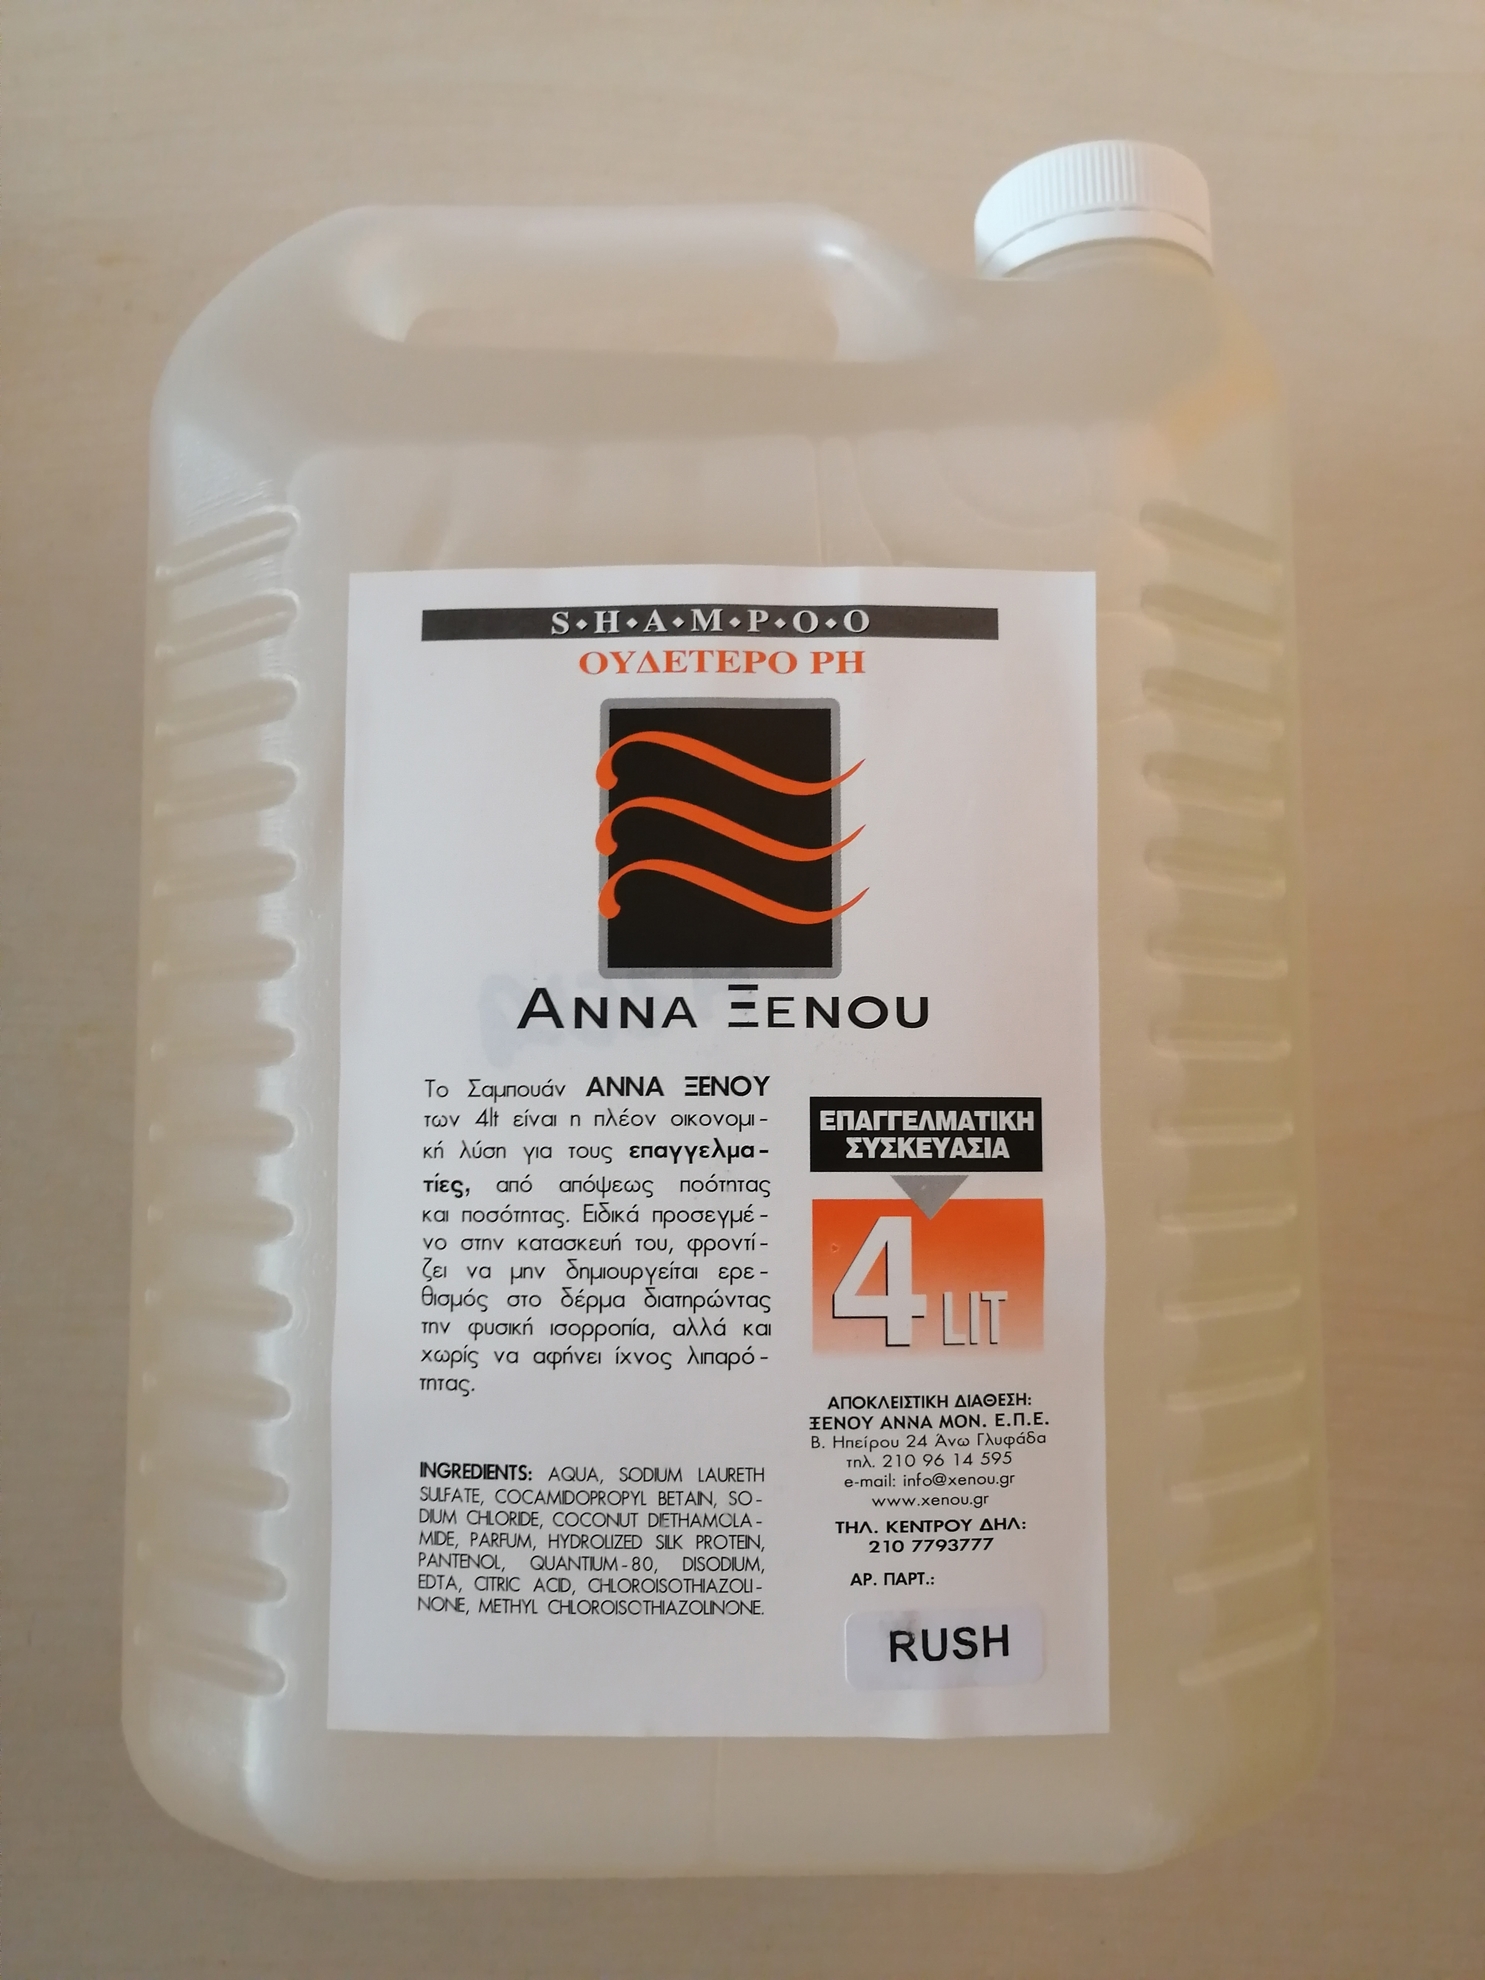 S•H•A•M•P•O•O
ΟΥΔΕΤΕΡΟ PH
ANNA ΞENOU
Το Σαμπουάν ΑΝΝΑ ΞΕΝΟΥ
των 4lt είναι η πλέον οικονομι-
κή λύση για τους επαγγελμα-
τίες, από απόψεως ποότητας
και ποσότητας. Ειδικά προσεγμέ-
νο στην κατασκευή του, φροντί-
ζει να μην δημιουργείται ερε-
θισμός στο δέρμα διατηρώντας
την φυσική ισορροπία, αλλά και
χωρίς να αφήνει ίχνος λιπαρό-
τητας.
INGREDIENTS: AQUA, SODIUM LAURETH
SULFATE, COCAMIDOPROPYL BETAIN, SO-
DIUM CHLORIDE, COCONUT DIETHAMOLA-
MIDE, PARFUM, HYDROLIZED SILK PROTEIN,
PANTENOL, QUANTIUM-80, DISODIUM,
EDTA, CITRIC ACID, CHLOROISOTHIAZOLI-
NONE, METHYL CHLOROISOTHIAZOLINONE.
ΕΠΑΓΓΕΛΜΑΤΙΚΗ
ΣΥΣΚΕΥΑΣΙΑ
4 LIT
ΑΠΟΚΛΕΙΣΤΙΚΗ ΔΙΑΘΕΣΗ:
ΞΕΝΟΥ ΑΝΝΑ ΜΟΝ. Ε.Π.Ε.
Β. Ηπείρου 24 Άνω Γλυφάδα
τηλ. 210 96 14 595
e-mail: info@xenou.gr
www.xenou.gr
ΤΗΛ. ΚΕΝΤΡΟΥ ΔΗΛ:
210 7793777
ΑΡ. ΠΑΡΤ.:
RUSH